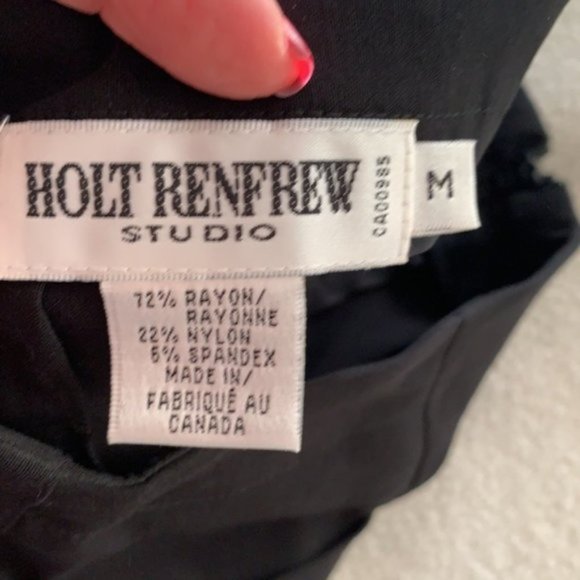 HOLT RENFREW
STUDIO
CA00985
M
72% RAYON/
RAYONNE
22% NYLON
6% SPANDEX
MADE IN/
FABRIQUÉ AU
CANADA